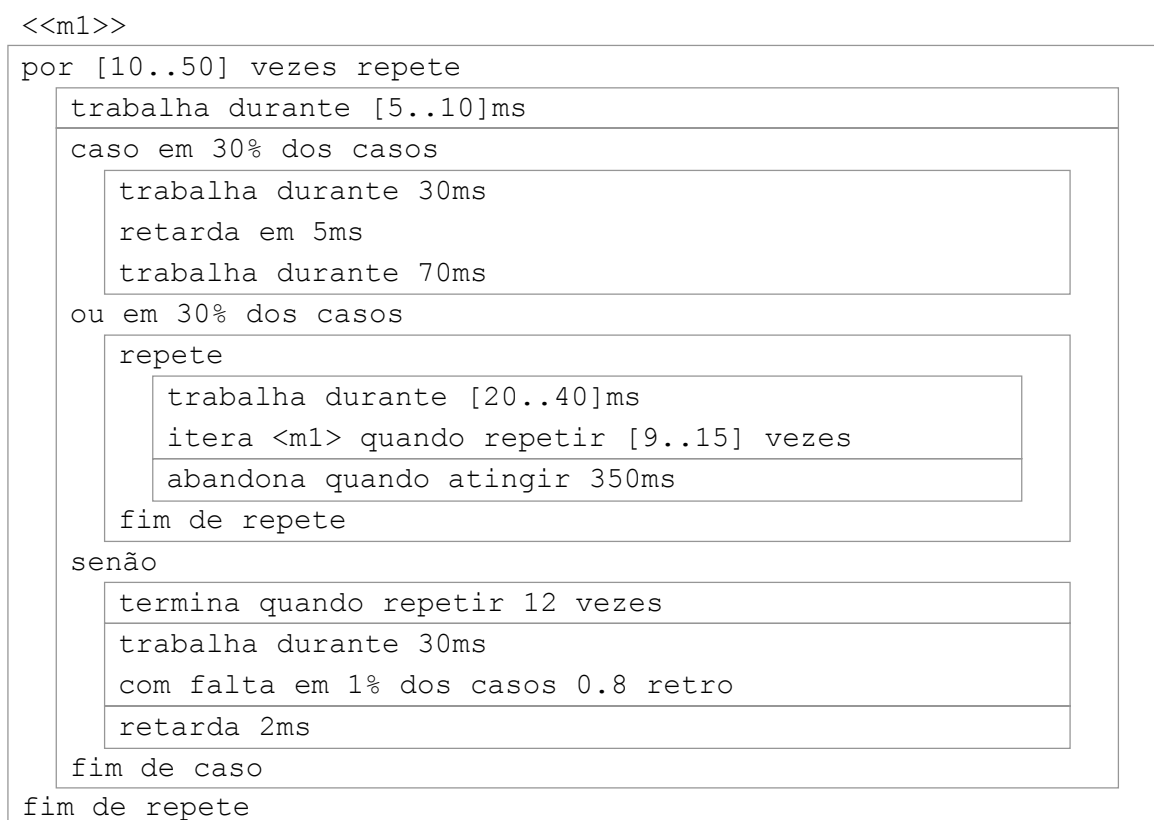 <<m1>>
por [10..50] vezes repete
trabalha durante [5..10]ms
caso em 30% dos casos
trabalha durante 30ms
retarda em 5ms
trabalha durante 70ms
ou em 30% dos casos
repete
trabalha durante [20..40]ms
itera <m1> quando repetir [9..15] vezes
abandona quando atingir 350ms
fim de repete
senão
termina quando repetir 12 vezes
trabalha durante 30ms
com falta em 1% dos casos 0.8 retro
retarda 2ms
fim de caso
fim de repete